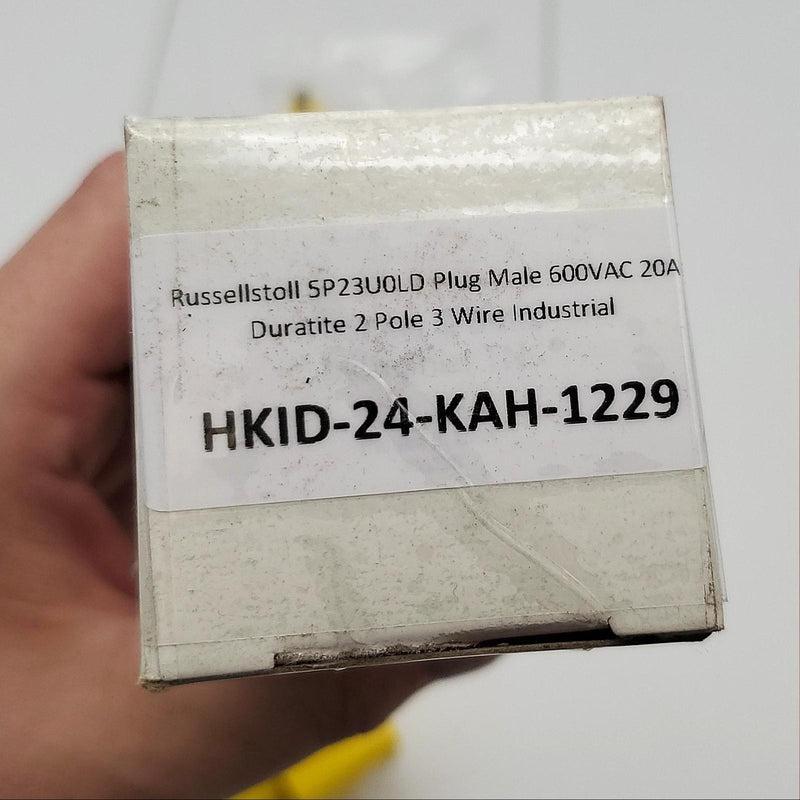 Russellstoll SP23U0LD Plug Male 600VAC 20A
Duratite 2 Pole 3 Wire Industrial
HKID-24-KAH-1229